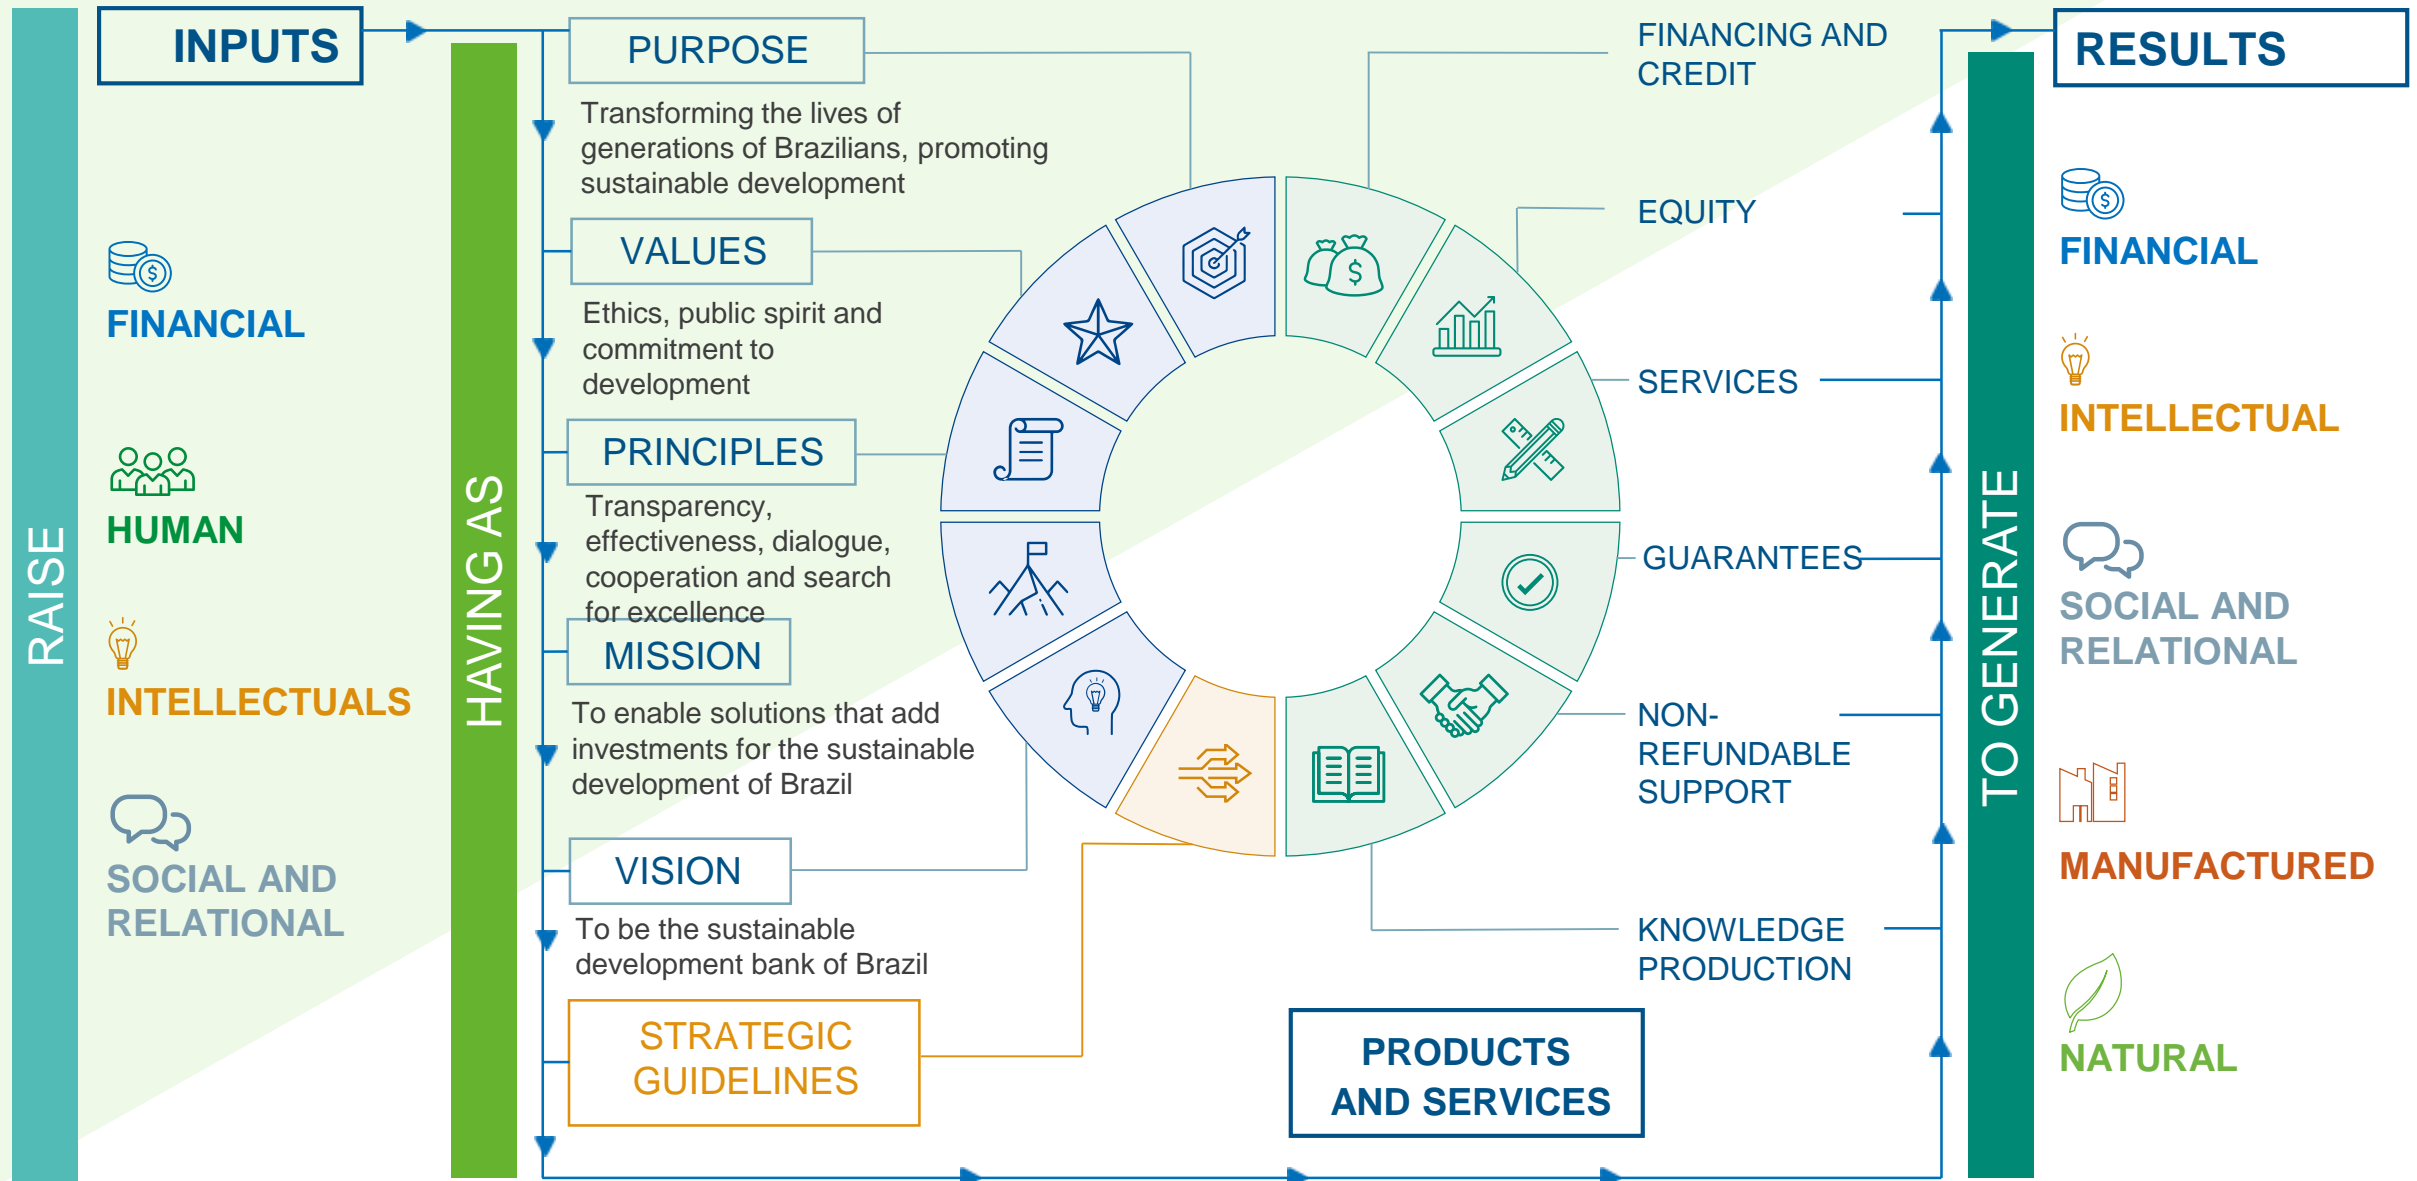 RAISE
INPUTS
FINANCIAL
HUMAN
INTELLECTUALS
SOCIAL AND
RELATIONAL
HAVING AS
PURPOSE
Transforming the lives of
generations of Brazilians, promoting
sustainable development
VALUES
Ethics, public spirit and
commitment to
development
PRINCIPLES
Transparency,
effectiveness, dialogue,
cooperation and search
for excellence
MISSION
To enable solutions that add
investments for the sustainable
development of Brazil
VISION
To be the sustainable
development bank of Brazil
STRATEGIC
GUIDELINES
FINANCING AND
CREDIT
EQUITY
SERVICES
GUARANTEES
NON-
REFUNDABLE
SUPPORT
KNOWLEDGE
PRODUCTION
PRODUCTS
AND SERVICES
TO GENERATE
RESULTS
FINANCIAL
INTELLECTUAL
SOCIAL AND
RELATIONAL
MANUFACTURED
NATURAL